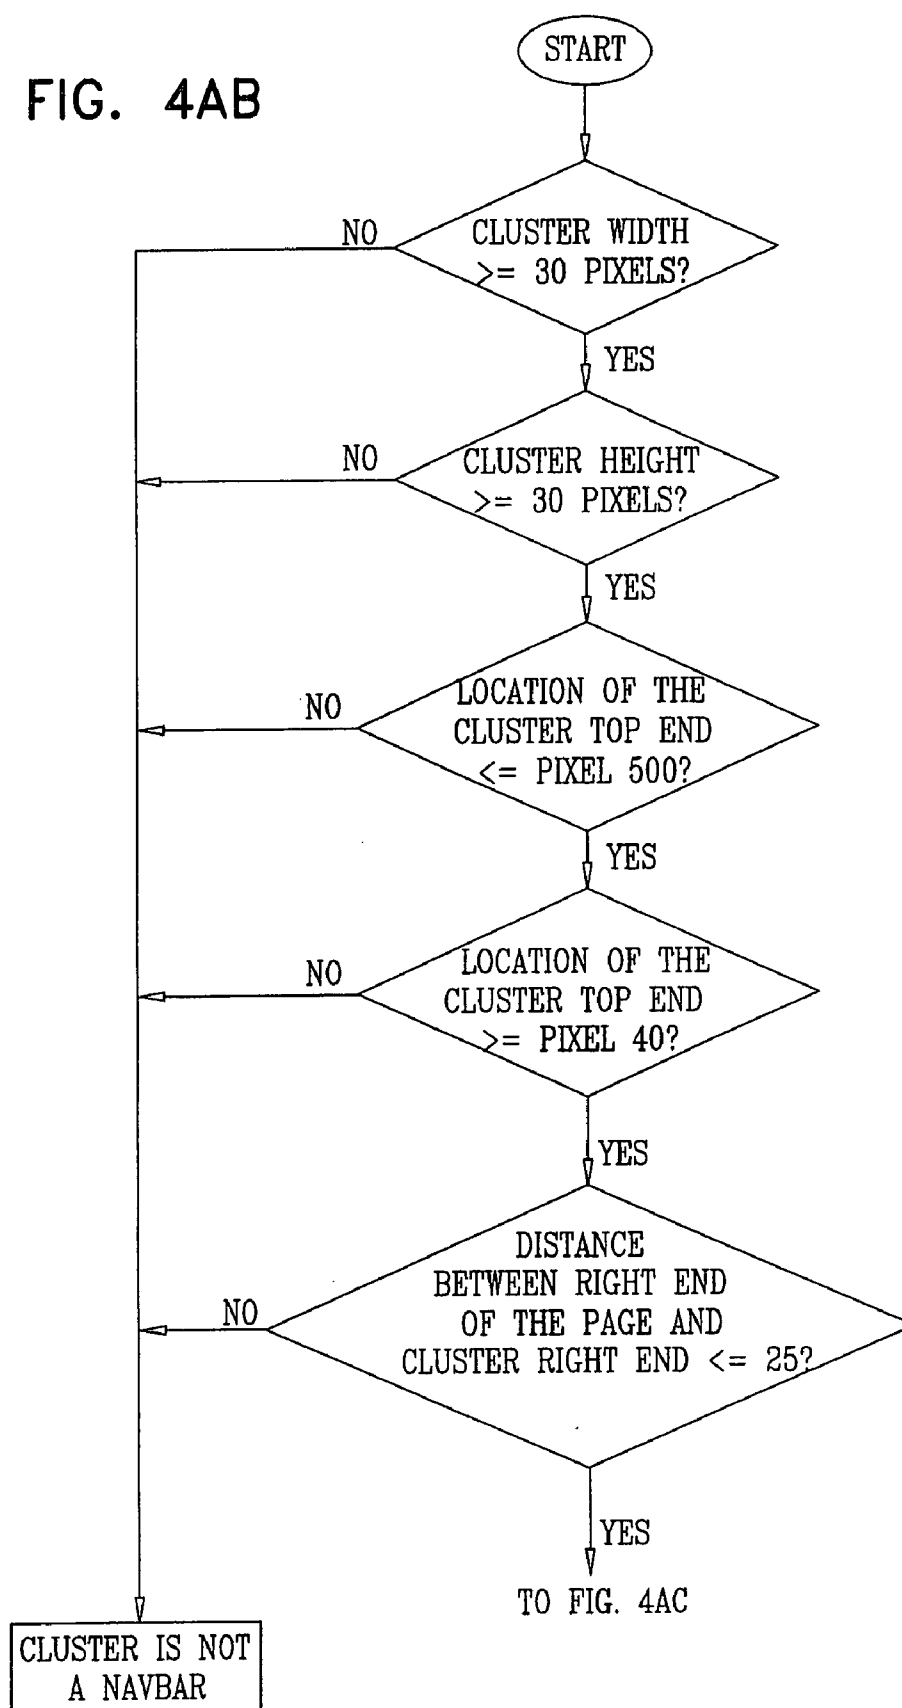 START
FIG. 4AB
NO
CLUSTER WIDTH
>= 30 PIXELS?
YES
NO
CLUSTER HEIGHT
>= 30 PIXELS?
YES
NO
LOCATION OF THE
CLUSTER TOP END
<= PIXEL 500?
YES
NO
LOCATION OF THE
CLUSTER TOP END
>= PIXEL 40?
YES
NO
DISTANCE
BETWEEN RIGHT END
OF THE PAGE AND
CLUSTER RIGHT END <= 25?
YES
TO FIG. 4AC
CLUSTER IS NOT
A NAVBAR